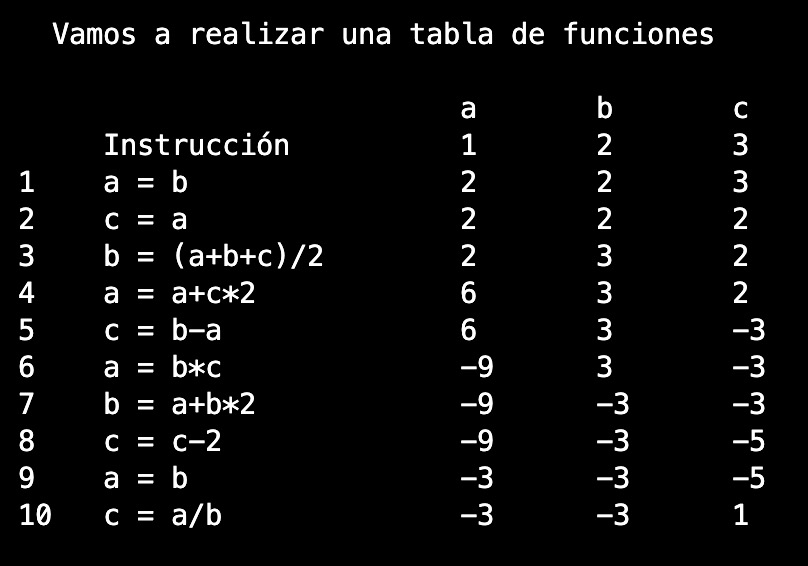 Vamos a realizar una tabla de funciones
a b c
Instrucción 1 2 3
1 a = b 2 2 3
2 c = a 2 2 2
3 b = (a+b+c)/2 2 3 2
4 a = a+c*2 6 3 2
5 c = b-a 6 3 -3
6 a = b*c -9 3 -3
7 b = a+b*2 -9 -3 -3
8 c = c-2 -9 -3 -5
9 a = b -3 -3 -5
10 c = a/b -3 -3 1